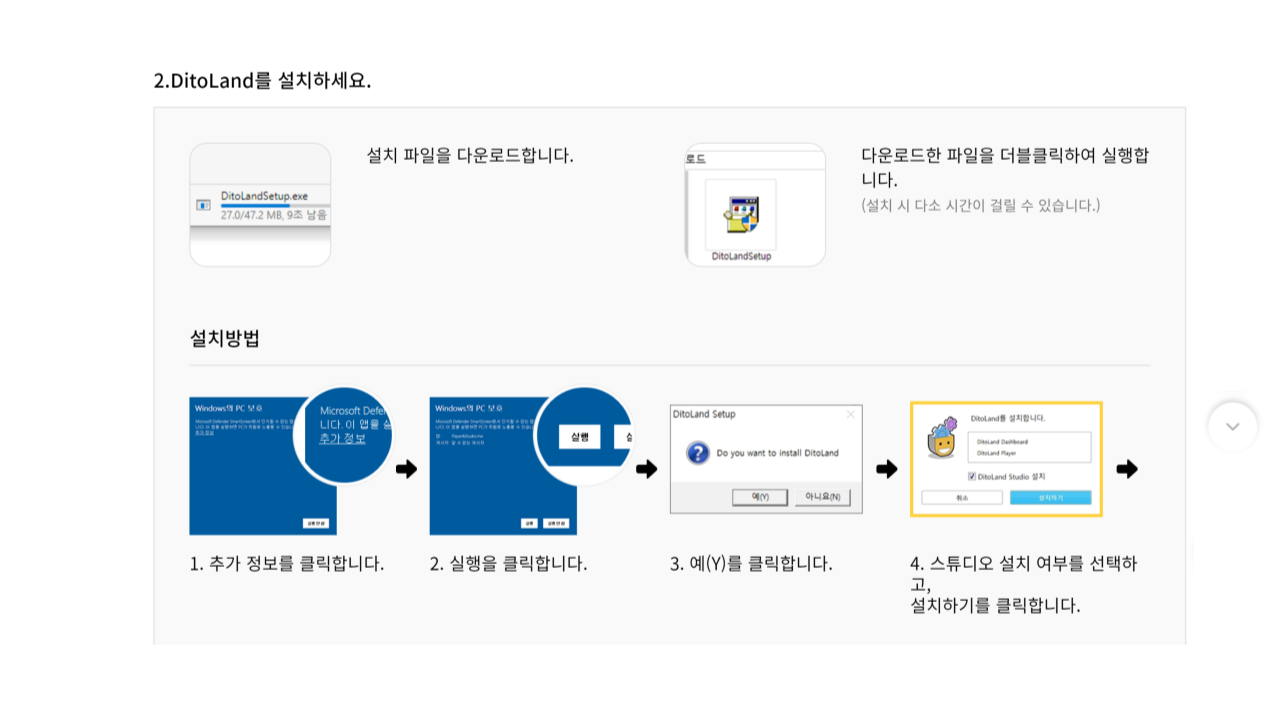 2.DitoLand를 설치하세요.
설치 파일을 다운로드합니다.
DitoLandSetup.exe
27.0/47.2 MB, 9초 남음
로드
DitoLandSetup
다운로드한 파일을 더블클릭하여 실행합
니다.
(설치 시 다소 시간이 걸릴 수 있습니다.)
설치방법
Windows의 PC 보호
Microsoft Defe
니다. 이 앱을 실
추가 정보
1. 추가 정보를 클릭합니다.
Windows의 PC 보호
실행
2. 실행을 클릭합니다.
DitoLand Setup
Do you want to install DitoLand
예(Y)
아니요(N)
3. 예(Y)를 클릭합니다.
DitoLand를 설치합니다.
DitoLand Dashboard
DitoLand Player
DitoLand Studio 설치
취소
설치하기
4. 스튜디오 설치 여부를 선택하
고,
설치하기를 클릭합니다.